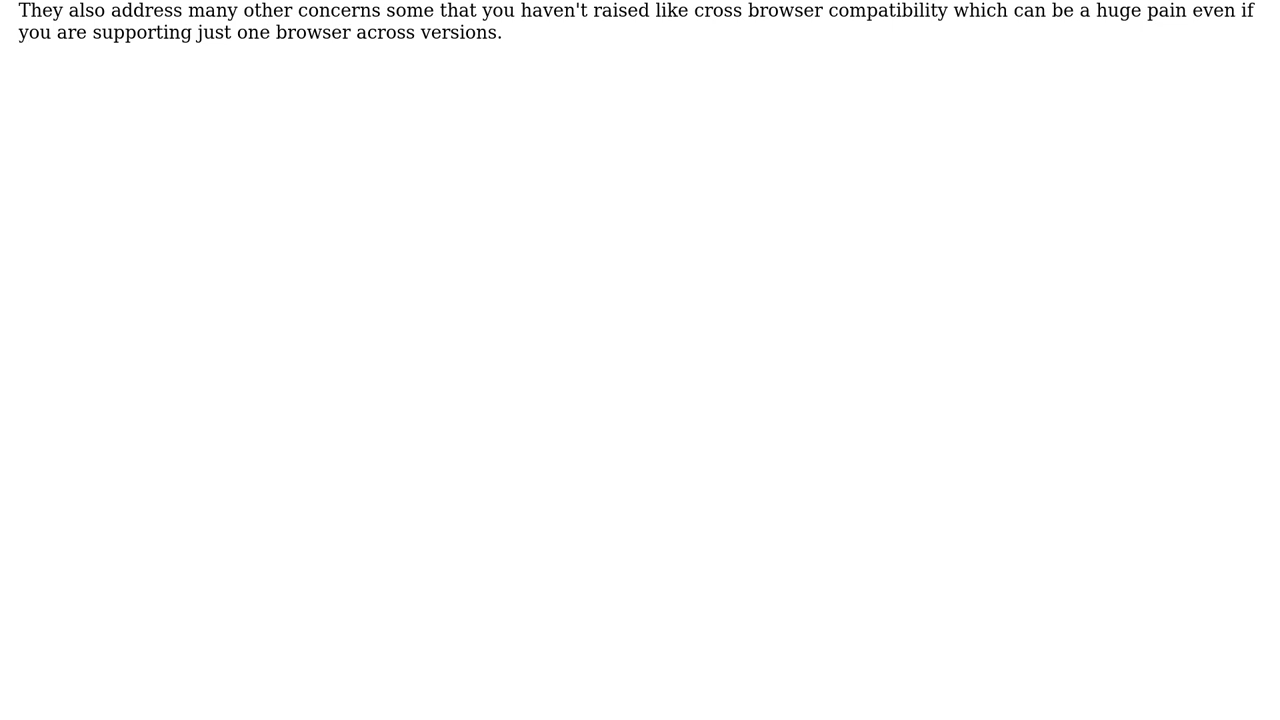 They also address many other concerns some that you haven't raised like cross browser compatibility which can be a huge pain even if
you are supporting just one browser across versions.